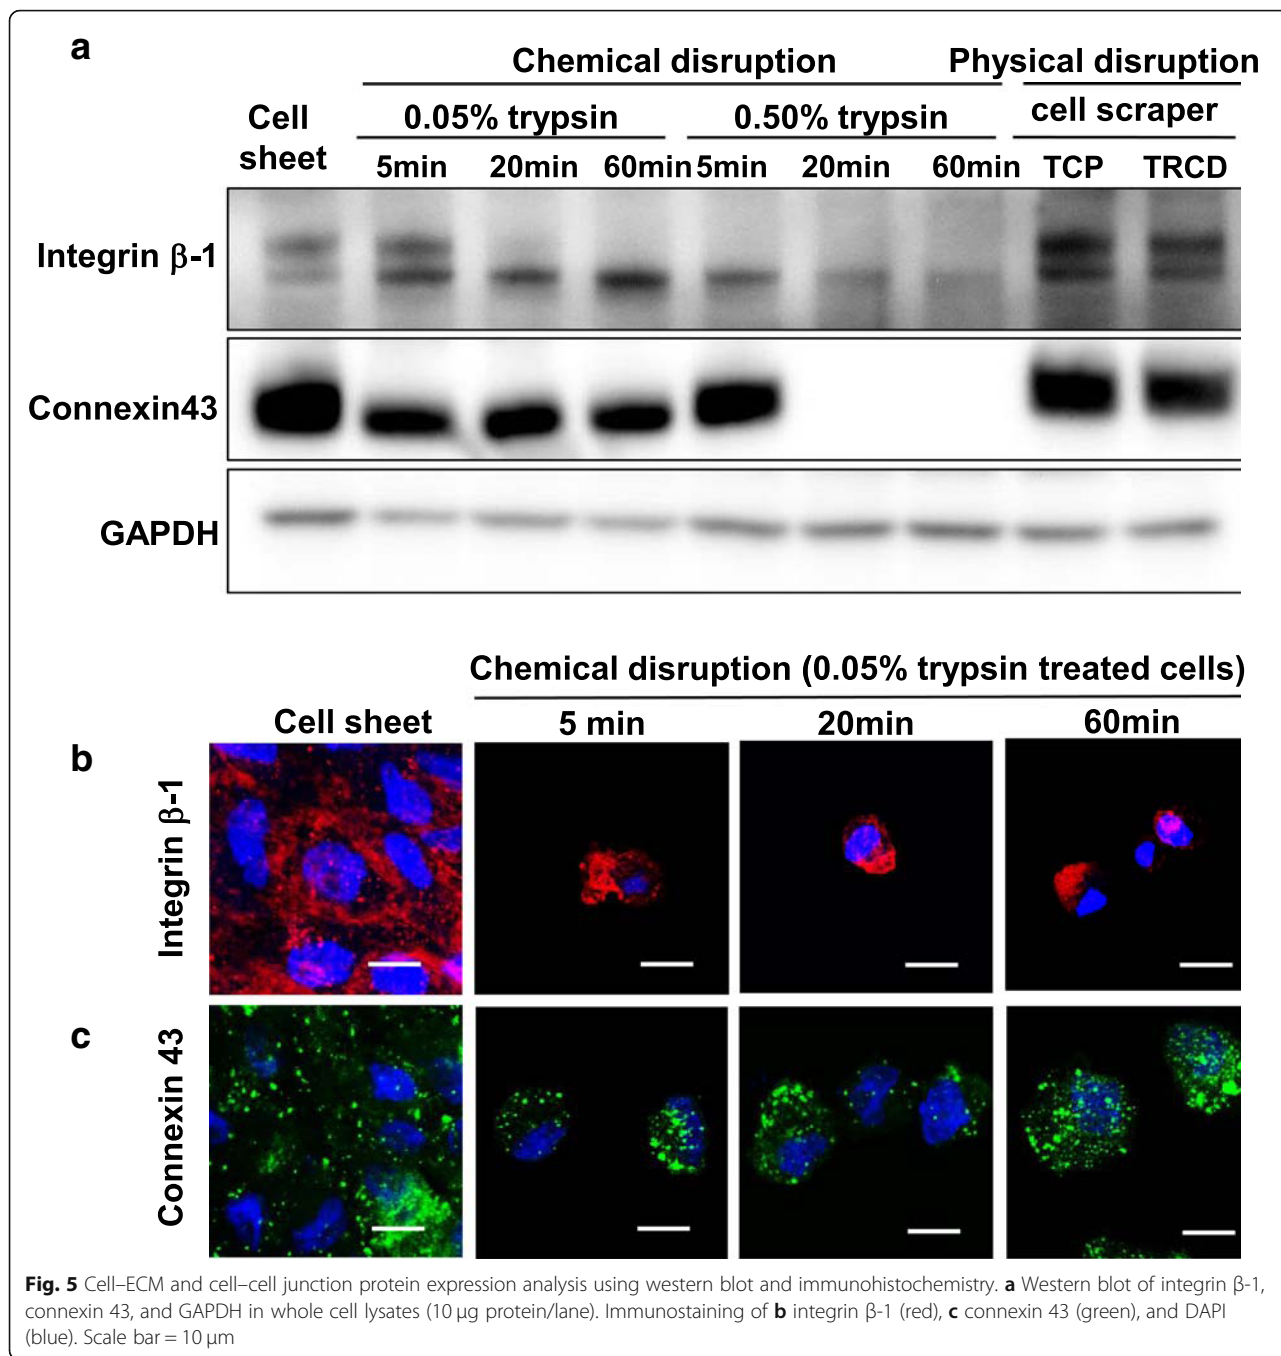 a
Chemical disruption
Physical disruption
Cell sheet
0.05% trypsin
0.50% trypsin
cell scraper
5min 20min 60min 5min 20min 60min TCP TRCD
Integrin β-1
Connexin43
GAPDH
Chemical disruption (0.05% trypsin treated cells)
Cell sheet 5 min 20min 60min
b
Integrin β-1
c
Connexin 43
Fig. 5 Cell–ECM and cell–cell junction protein expression analysis using western blot and immunohistochemistry. a Western blot of integrin β-1,
connexin 43, and GAPDH in whole cell lysates (10 μg protein/lane). Immunostaining of b integrin β-1 (red), c connexin 43 (green), and DAPI
(blue). Scale bar = 10 μm